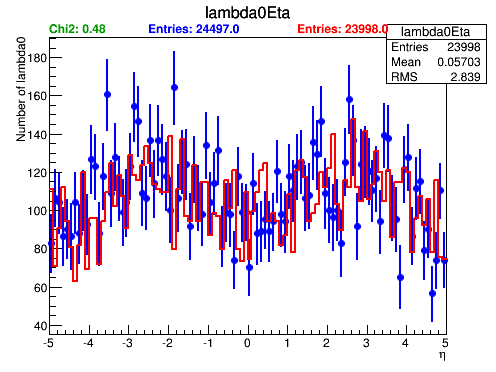 lambda0Eta
Chi2: 0.48 Entries: 24497.0 Entries: 23998.0
lambda0Eta
Entries 23998
Mean 0.05703
RMS 2.839
Number of lambda0
180
160
140
120
100
80
60
40
-5 -4 -3 -2 -1 0 1 2 3 4 5
η